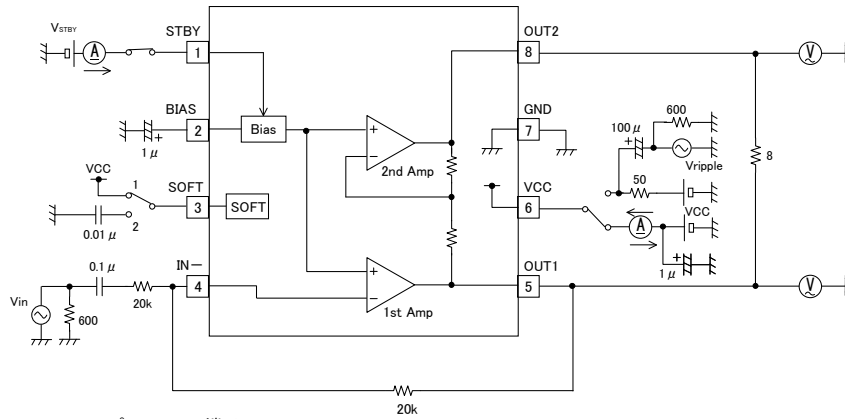 VSTBY
A
STBY
1
OUT2
8
V
BIAS
2
Bias
+
1μ
+
−
2nd Amp
GND
7
600
100μ
+
Vripple
8
VCC
1
2
SOFT
3
SOFT
0.01μ
VCC
6
50
A
VCC
+
1μ
IN−
4
0.1μ
20k
Vin
600
+
−
1st Amp
OUT1
5
V
20k